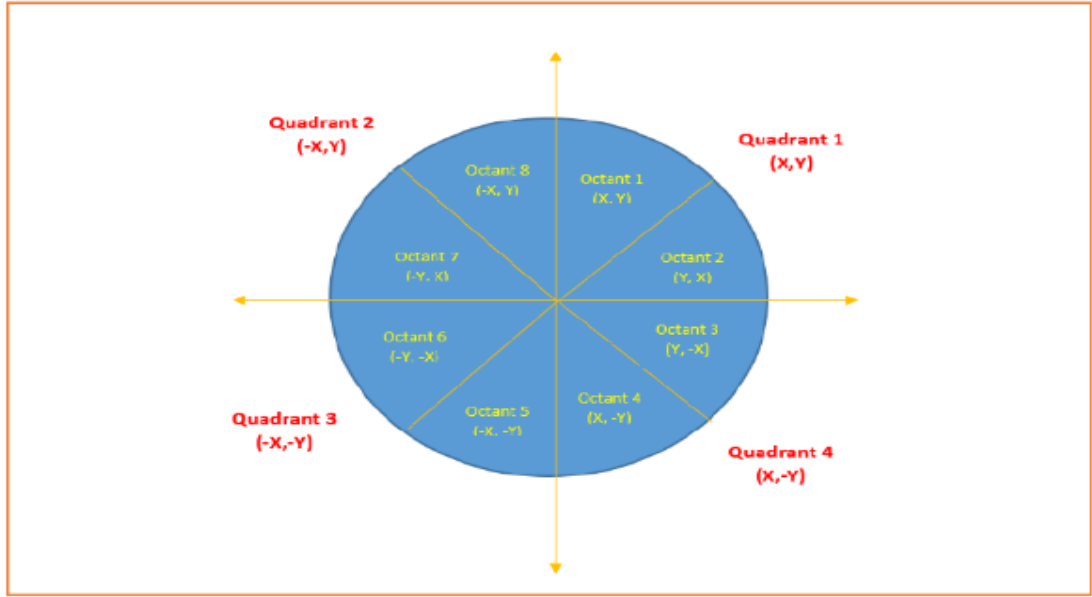 Quadrant 2
(-X,Y)
Quadrant 1
(X,Y)
Octant 8
(-X, Y)
Octant 1
(X, Y)
Octant 7
(-Y, X)
Octant 2
(Y, X)
Octant 6
(-Y, -X)
Octant 3
(Y, -X)
Octant 5
(-X, -Y)
Octant 4
(X, -Y)
Quadrant 3
(-X,-Y)
Quadrant 4
(X,-Y)